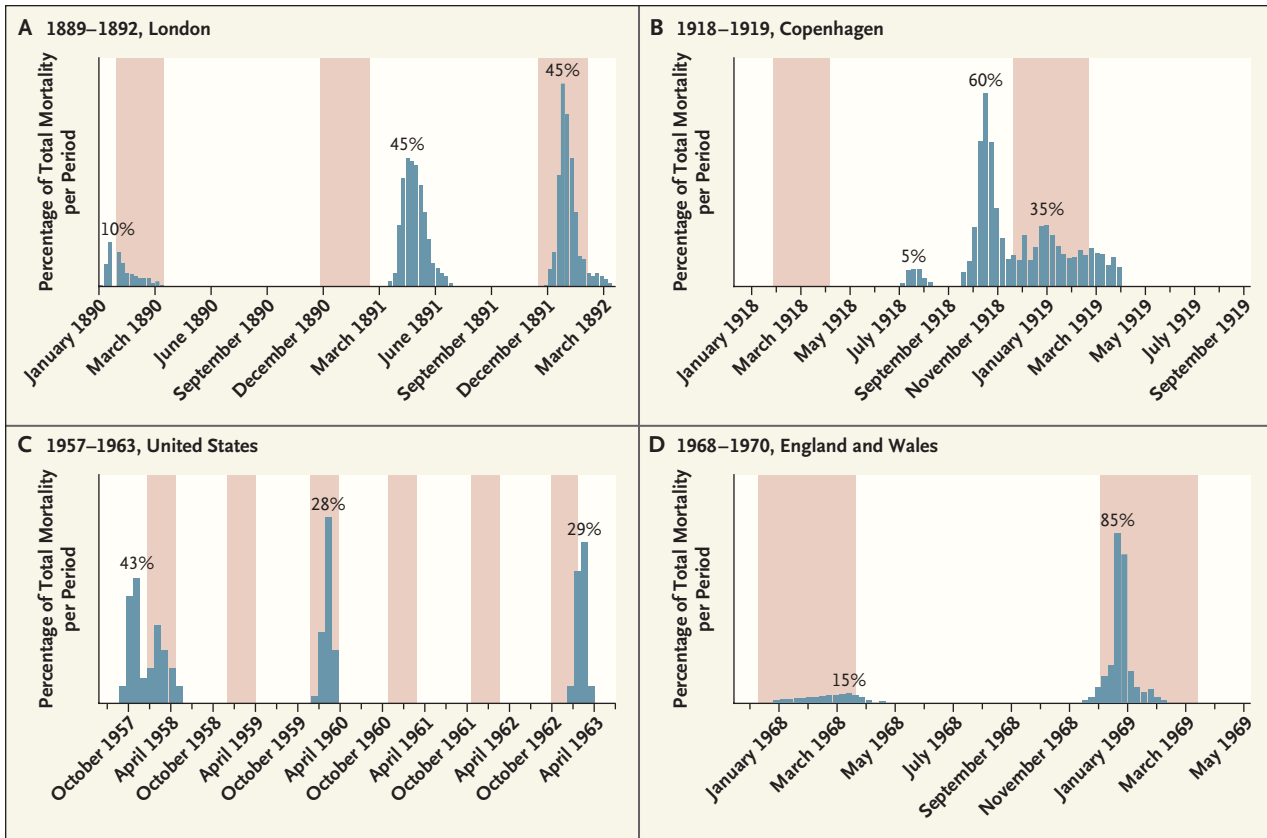 A 1889–1892, London
Percentage of Total Mortality
per Period
10%
45%
45%
January 1890
March 1890
June 1890
September 1890
December 1890
March 1891
June 1891
September 1891
December 1891
March 1892
B 1918–1919, Copenhagen
Percentage of Total Mortality
per Period
5%
60%
35%
January 1918
March 1918
May 1918
July 1918
September 1918
November 1918
January 1919
March 1919
May 1919
July 1919
September 1919
C 1957–1963, United States
Percentage of Total Mortality
per Period
43%
28%
29%
October 1957
April 1958
October 1958
April 1959
October 1959
April 1960
October 1960
April 1961
October 1961
April 1962
October 1962
April 1963
D 1968–1970, England and Wales
Percentage of Total Mortality
per Period
15%
85%
January 1968
March 1968
May 1968
July 1968
September 1968
November 1968
January 1969
March 1969
May 1969